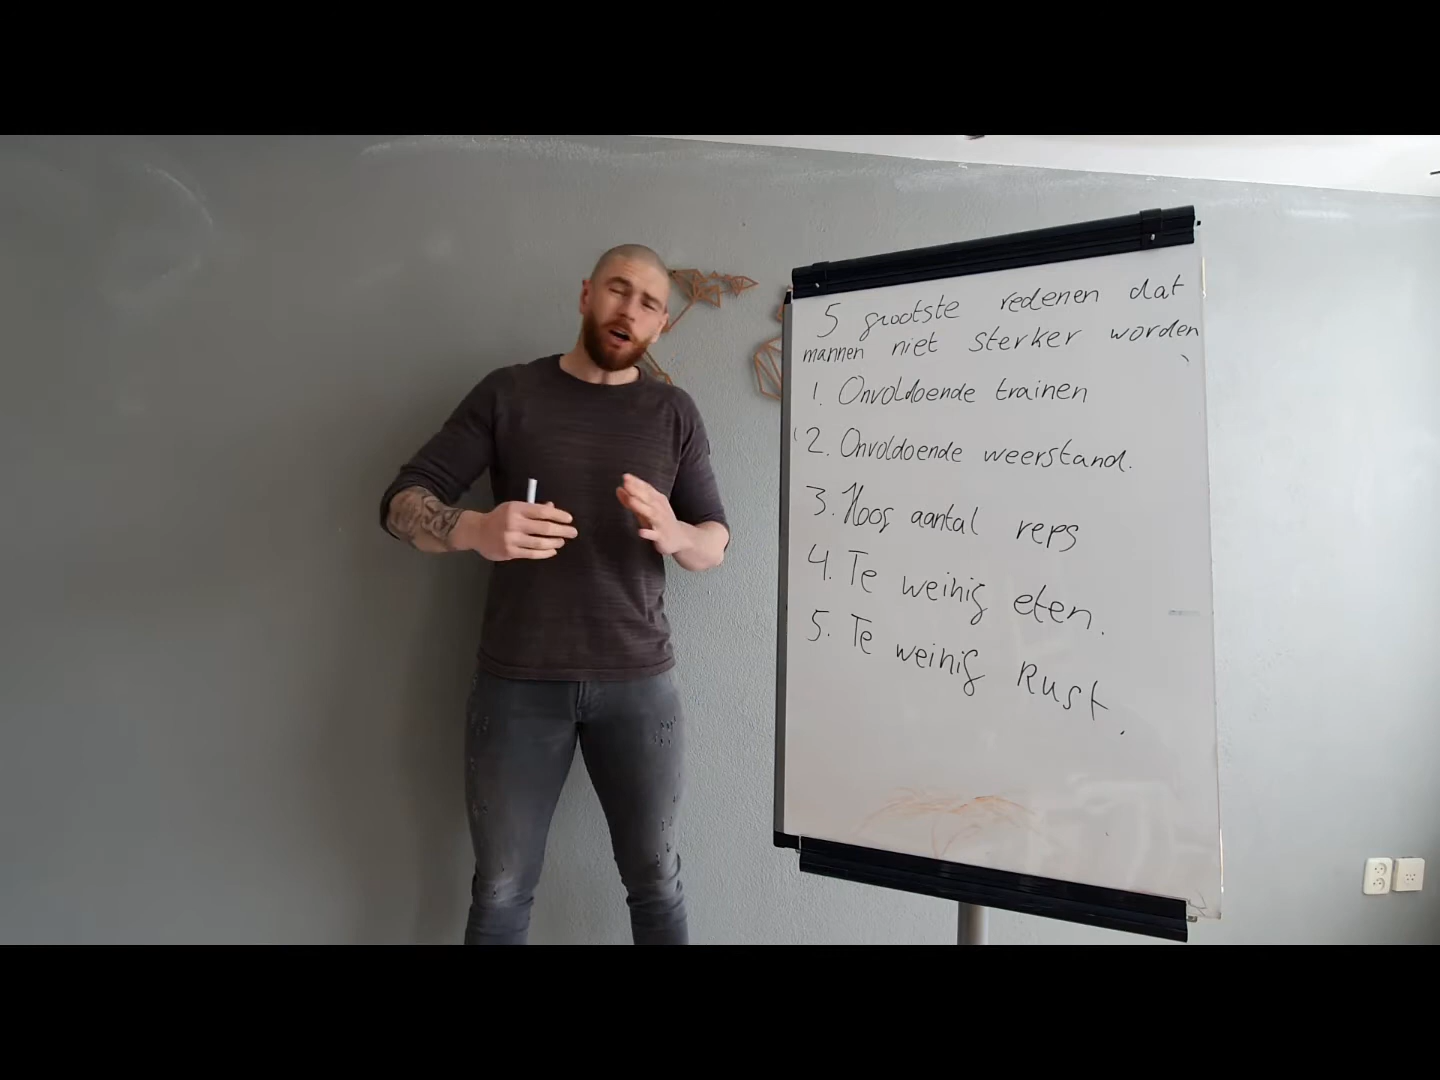 5 grootste redenen dat
mannen niet sterker worden
1. Onvoldoende trainen
2. Onvoldoende weerstand.
3. Hoog aantal reps
4. Te weinig eten.
5. Te weinig Rust.